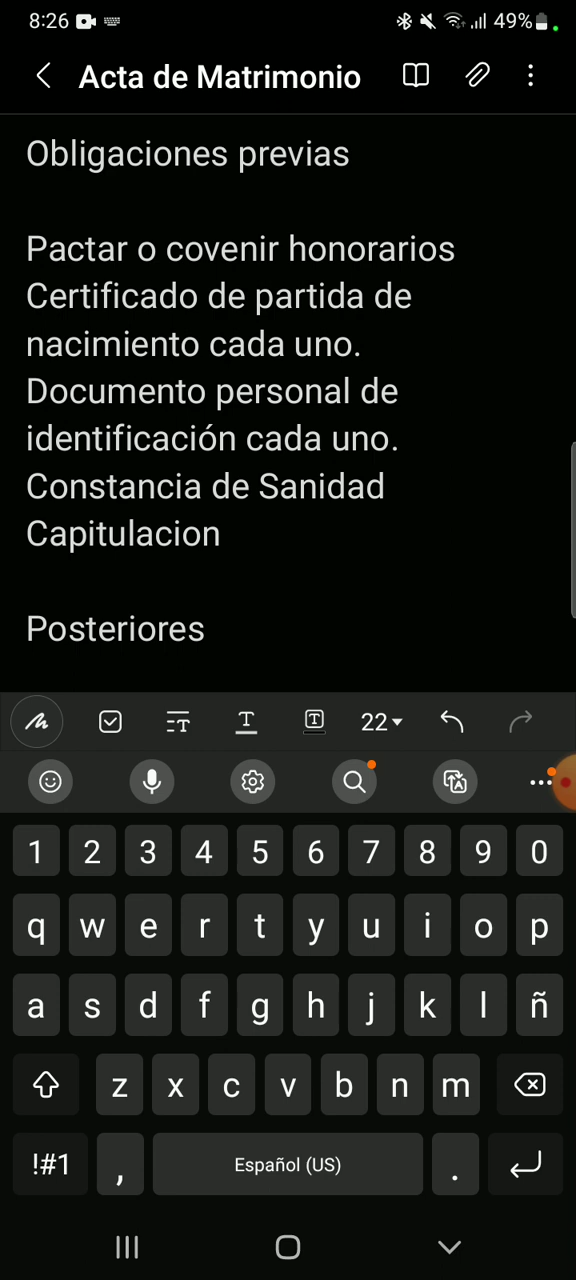 8:26 49%
Acta de Matrimonio
Obligaciones previas
Pactar o covenir honorarios
Certificado de partida de
nacimiento cada uno.
Documento personal de
identificación cada uno.
Constancia de Sanidad
Capitulacion
Posteriores
22
1 2 3 4 5 6 7 8 9 0
q w e r t y u i o p
a s d f g h j k l ñ
z x c v b n m
!#1 , Español (US) .